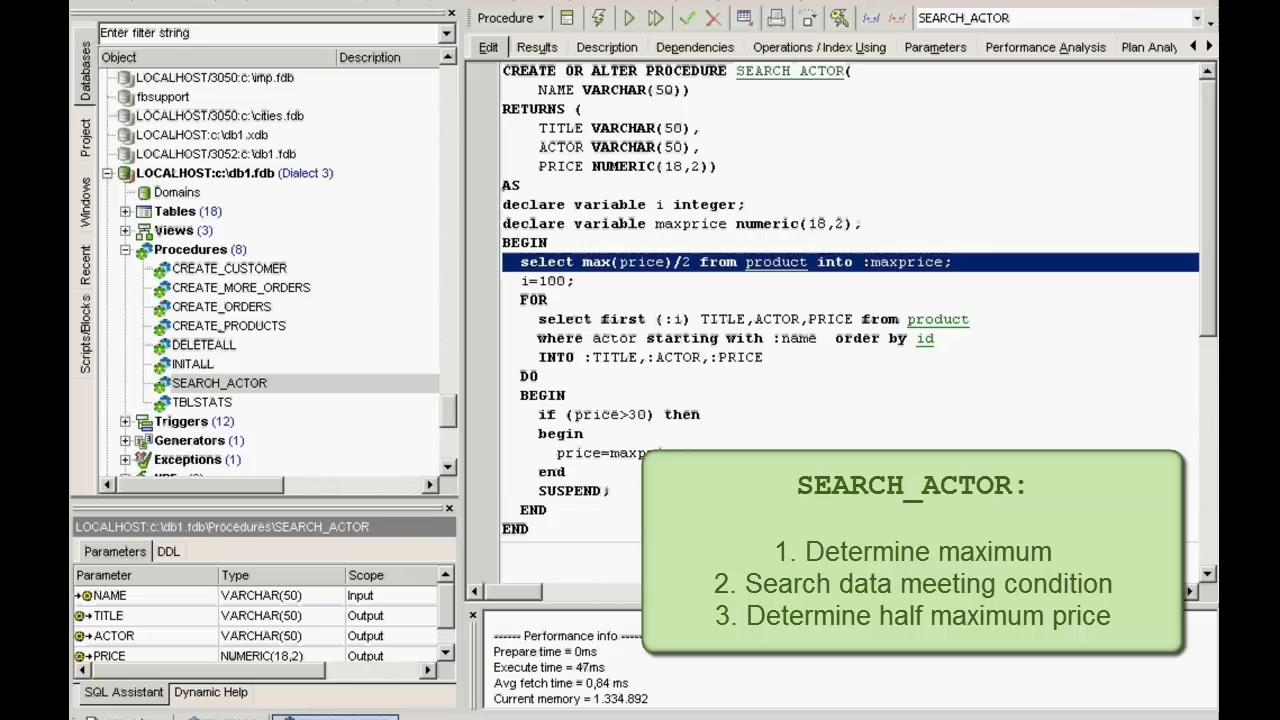 Procedure
SEARCH_ACTOR
Enter filter string
Edit Results Description Dependencies Operations / Index Using Parameters Performance Analysis Plan Analy
Object Description
Databases
Project
Windows
Recent
Scripts/Blocks
LOCALHOST/3050:c:\imp.fdb
fbsupport
LOCALHOST/3050:c:\cities.fdb
LOCALHOST:c:\db1.xdb
LOCALHOST/3052:c:\db1.fdb
LOCALHOST:c:\db1.fdb (Dialect 3)
Domains
Tables (18)
Views (3)
Procedures (8)
CREATE_CUSTOMER
CREATE_MORE_ORDERS
CREATE_ORDERS
CREATE_PRODUCTS
DELETEALL
INITALL
SEARCH_ACTOR
TBLSTATS
Triggers (12)
Generators (1)
Exceptions (1)
CREATE OR ALTER PROCEDURE SEARCH_ACTOR(
NAME VARCHAR(50))
RETURNS (
TITLE VARCHAR(50),
ACTOR VARCHAR(50),
PRICE NUMERIC(18,2))
AS
declare variable i integer;
declare variable maxprice numeric(18,2);
BEGIN
select max(price)/2 from product into :maxprice;
i=100;
FOR
select first (:i) TITLE,ACTOR,PRICE from product
where actor starting with :name order by id
INTO :TITLE,:ACTOR,:PRICE
DO
BEGIN
if (price>30) then
begin
end
SUSPEND;
END
END
SEARCH_ACTOR:
1. Determine maximum
2. Search data meeting condition
3. Determine half maximum price
LOCALHOST:c:\db1.fdb\Procedures\SEARCH_ACTOR
Parameters DDL
Parameter Type Scope
NAME VARCHAR(50) Input
TITLE VARCHAR(50) Output
ACTOR VARCHAR(50) Output
PRICE NUMERIC(18,2) Output
SQL Assistant Dynamic Help
------ Performance info ------
Prepare time = 0ms
Execute time = 47ms
Avg fetch time = 0,84 ms
Current memory = 1.334.892